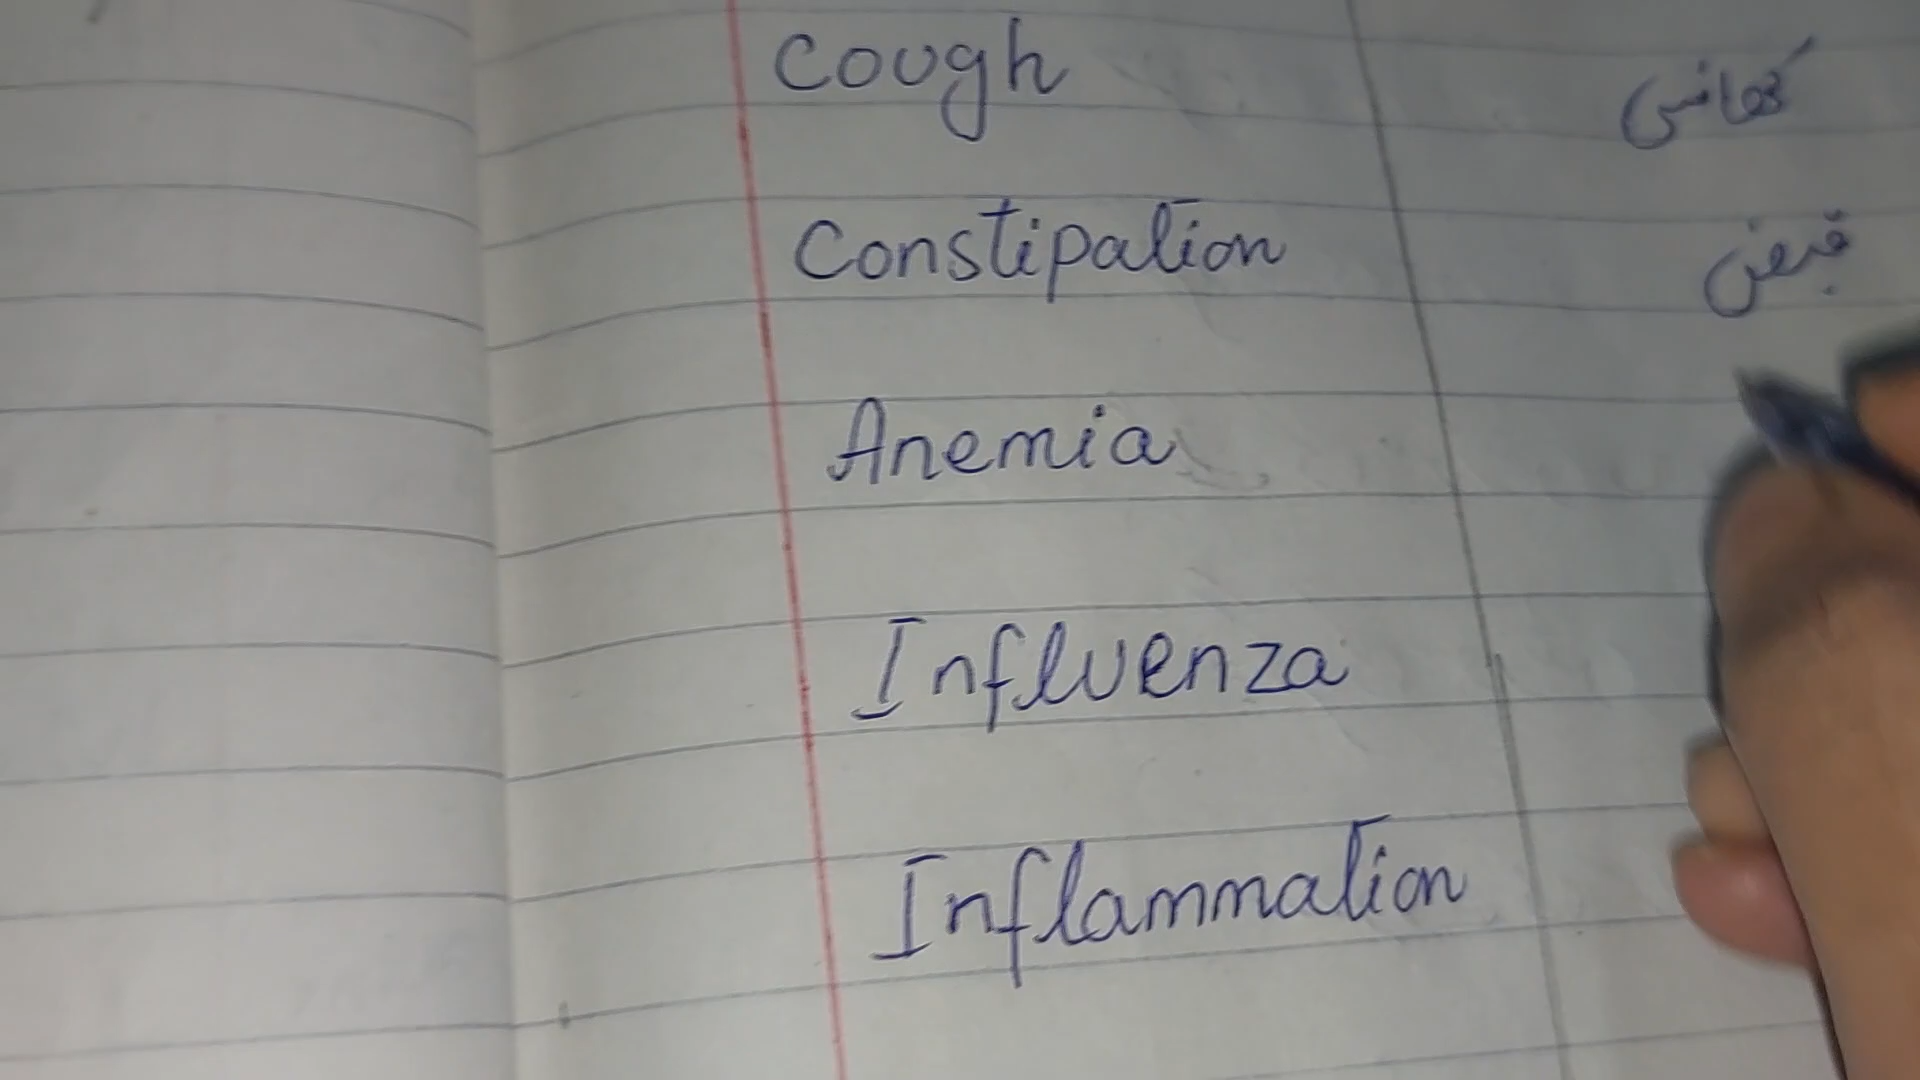 Cough کھانسی
Constipation قبض
Anemia
Influenza
Inflammation